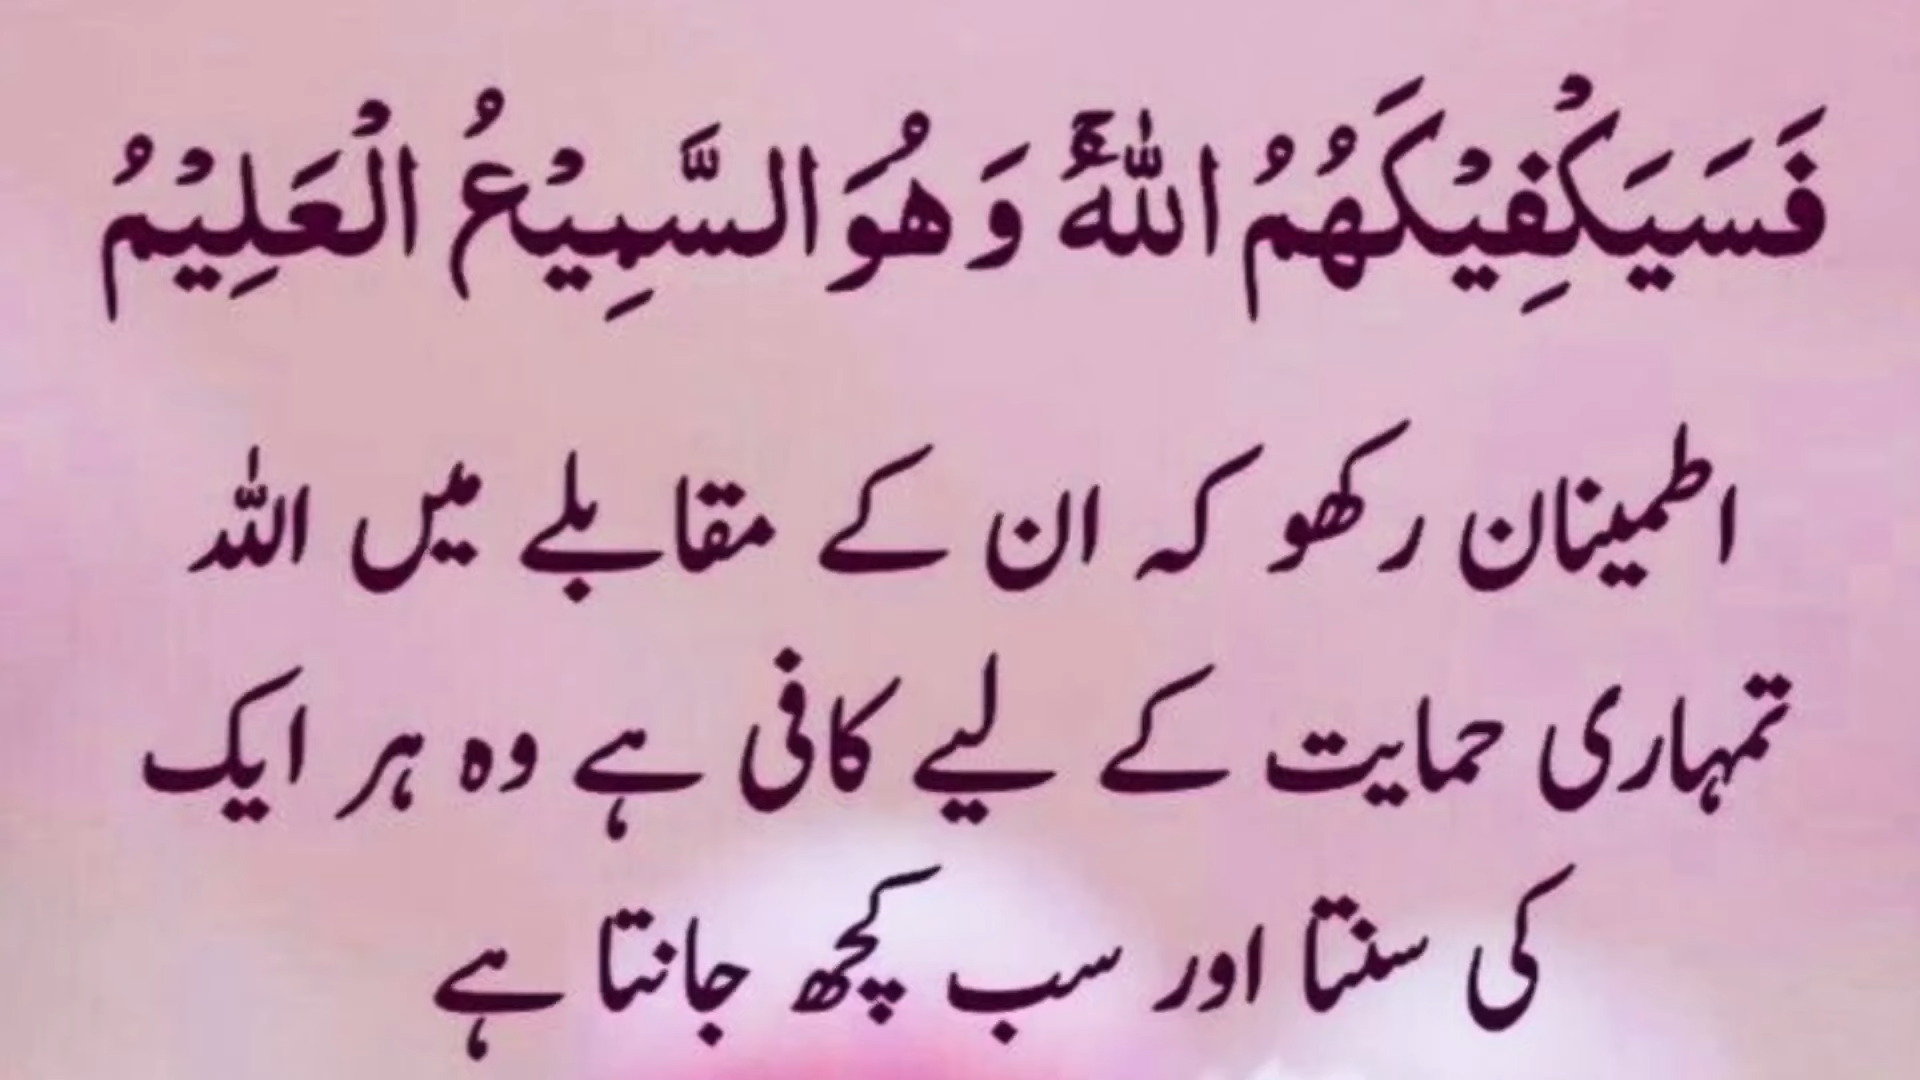 فَسَيَكْفِيْكَهُمُ اللّٰهُ ۚ وَهُوَ السَّمِيْعُ الْعَلِيْمُ
اطمینان رکھو کہ ان کے مقابلے میں اللہ
تمہاری حمایت کے لیے کافی ہے وہ ہر ایک
کی سنتا اور سب کچھ جانتا ہے